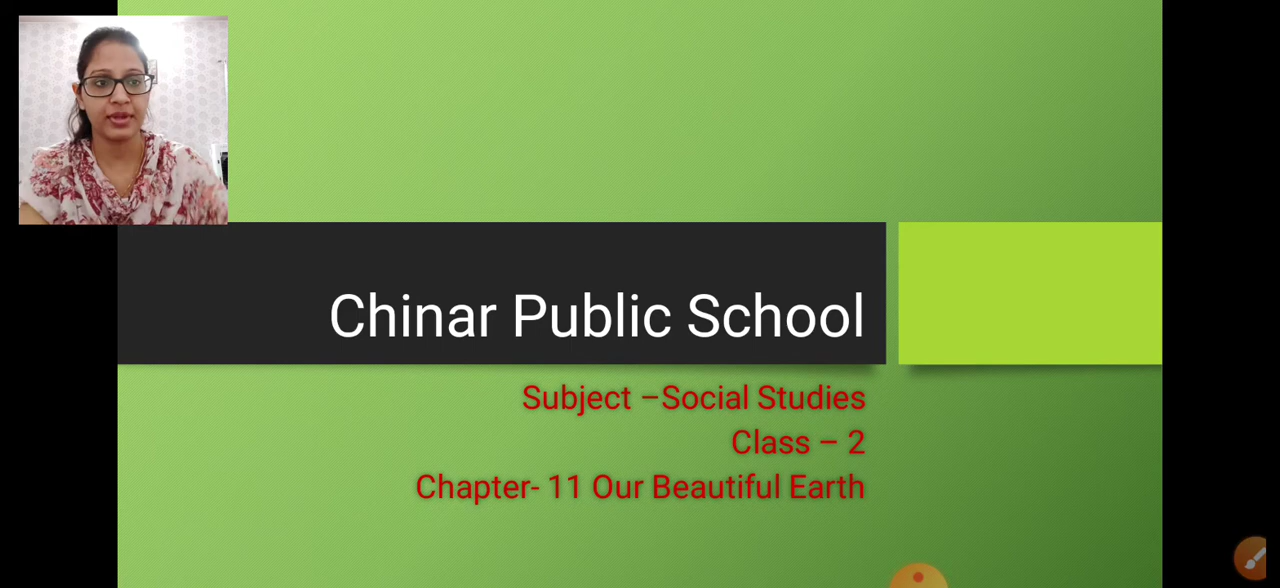 Chinar Public School
Subject –Social Studies
Class – 2
Chapter- 11 Our Beautiful Earth